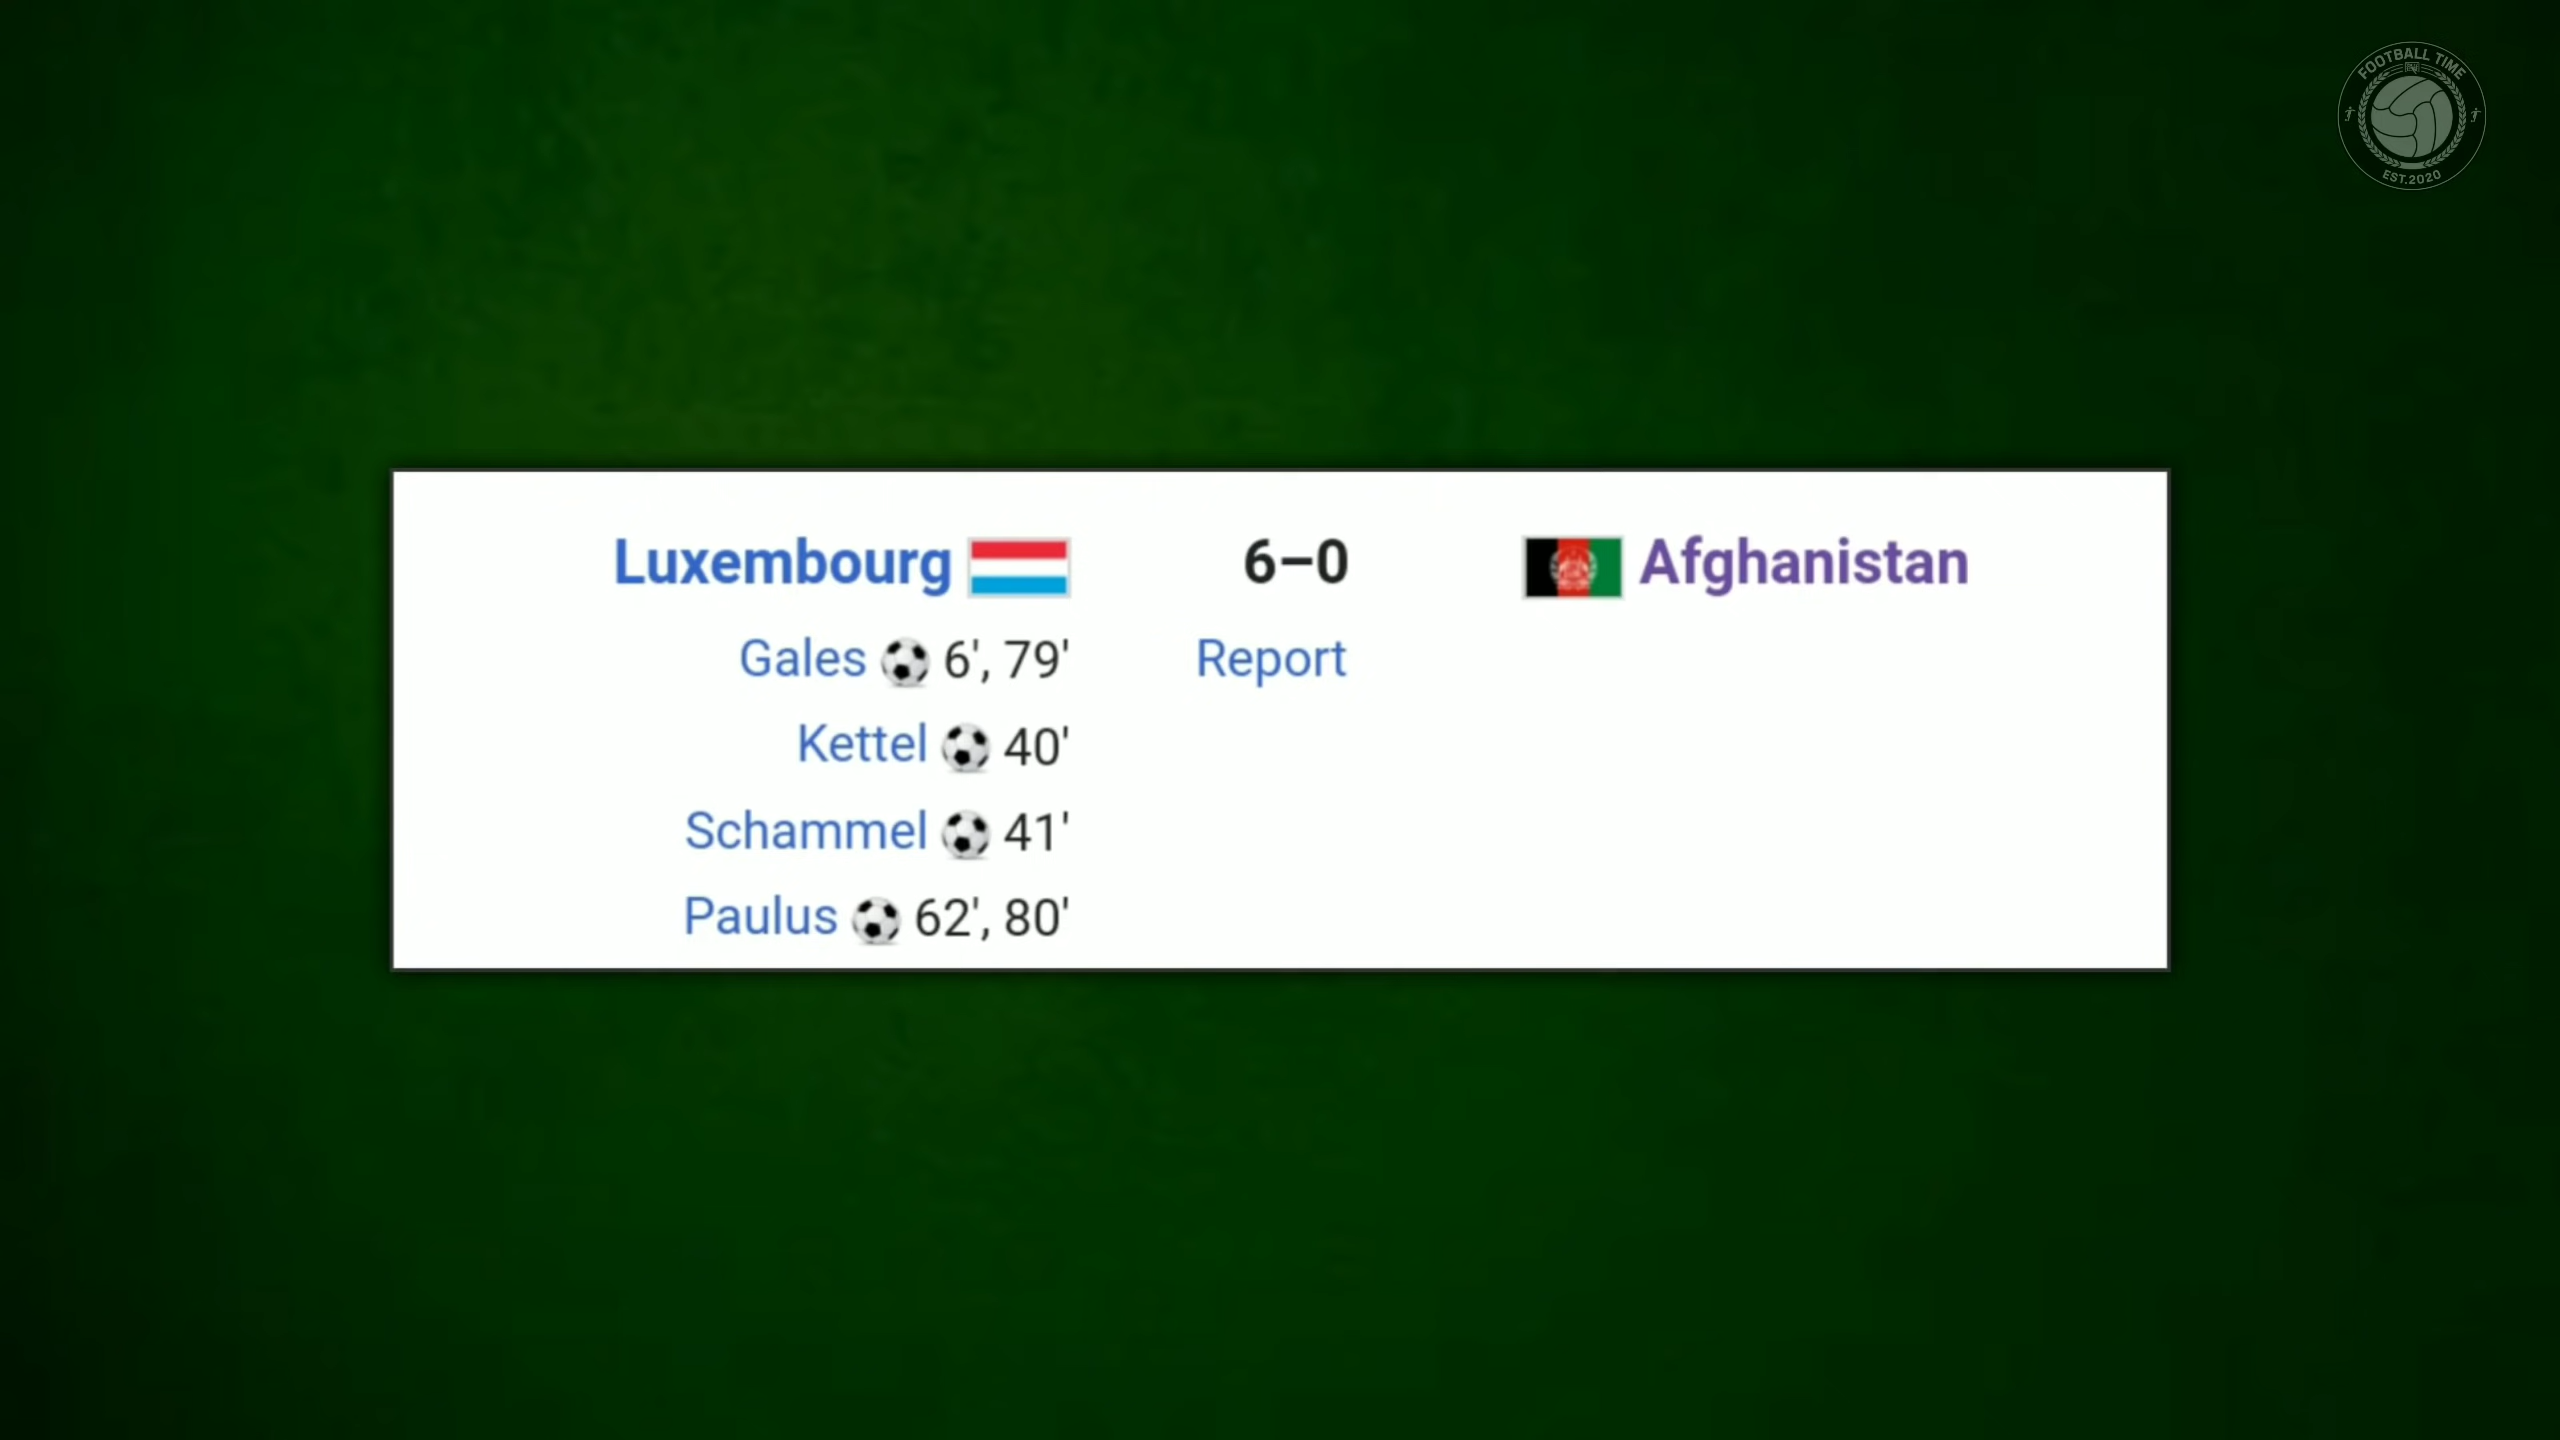 FOOTBALL TIME
EST.2020
Luxembourg 6–0 Afghanistan
Gales 6', 79' Report
Kettel 40'
Schammel 41'
Paulus 62', 80'